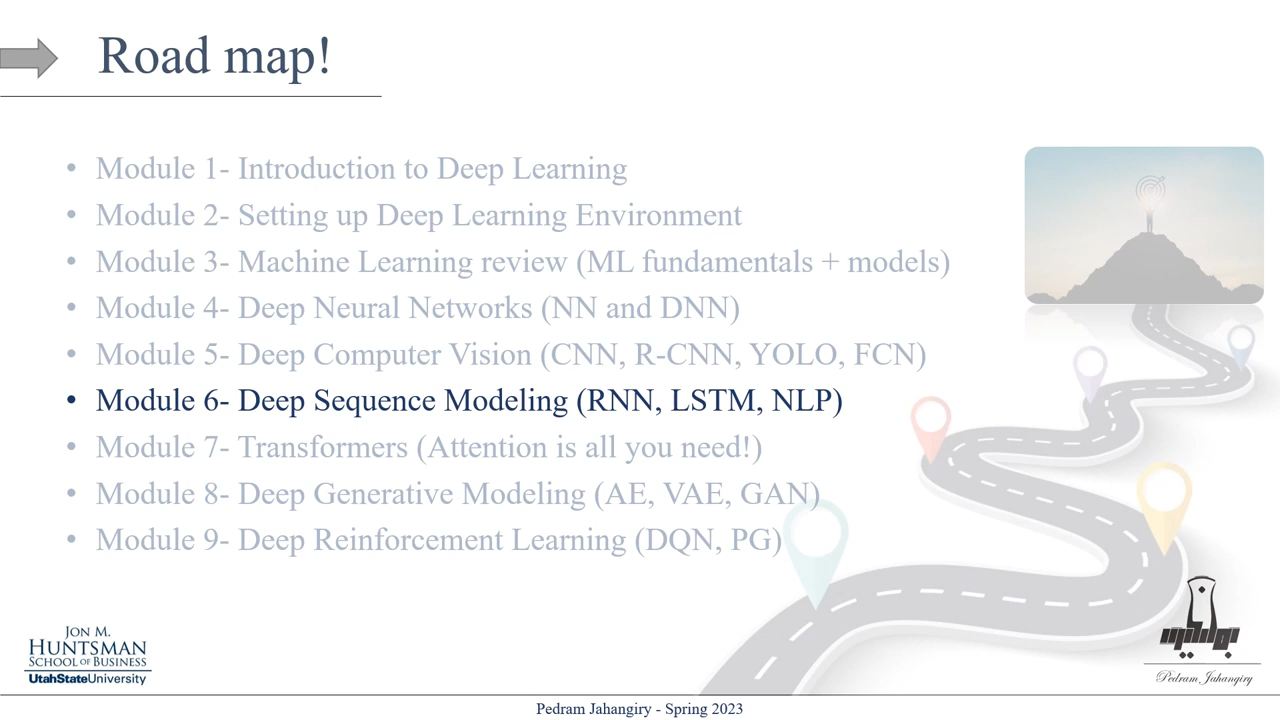 Road map!
• Module 1- Introduction to Deep Learning
• Module 2- Setting up Deep Learning Environment
• Module 3- Machine Learning review (ML fundamentals + models)
• Module 4- Deep Neural Networks (NN and DNN)
• Module 5- Deep Computer Vision (CNN, R-CNN, YOLO, FCN)
• Module 6- Deep Sequence Modeling (RNN, LSTM, NLP)
• Module 7- Transformers (Attention is all you need!)
• Module 8- Deep Generative Modeling (AE, VAE, GAN)
• Module 9- Deep Reinforcement Learning (DQN, PG)
JON M.
HUNTSMAN
SCHOOL OF BUSINESS
UtahStateUniversity
Pedram Jahangiry
Pedram Jahangiry - Spring 2023